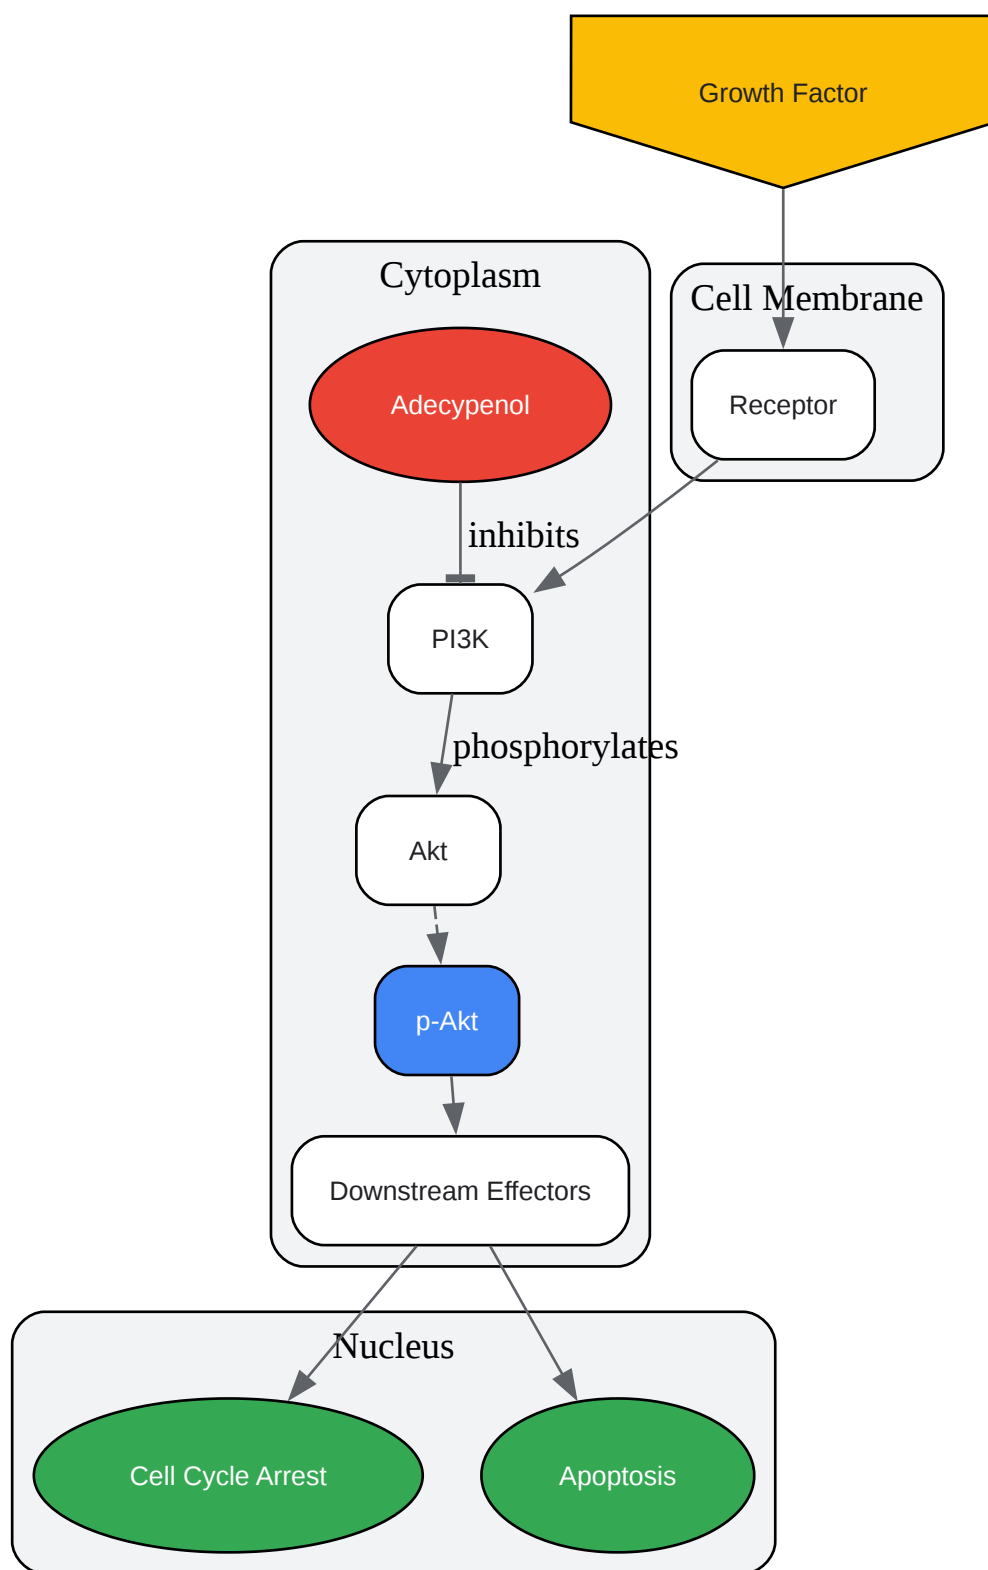 Growth Factor
Cytoplasm
Cell Membrane
Adecypenol
Receptor
inhibits
PI3K
phosphorylates
Akt
p-Akt
Downstream Effectors
Nucleus
Cell Cycle Arrest
Apoptosis